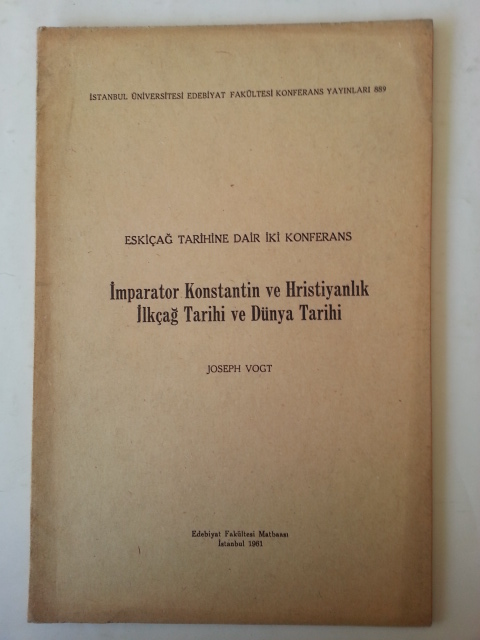 İSTANBUL ÜNİVERSİTESİ EDEBİYAT FAKÜLTESİ KONFERANS YAYINLARI 889
ESKİÇAĞ TARİHİNE DAİR İKİ KONFERANS
İmparator Konstantin ve Hristiyanlık
İlkçağ Tarihi ve Dünya Tarihi
JOSEPH VOGT
Edebiyat Fakültesi Matbaası
İstanbul 1961